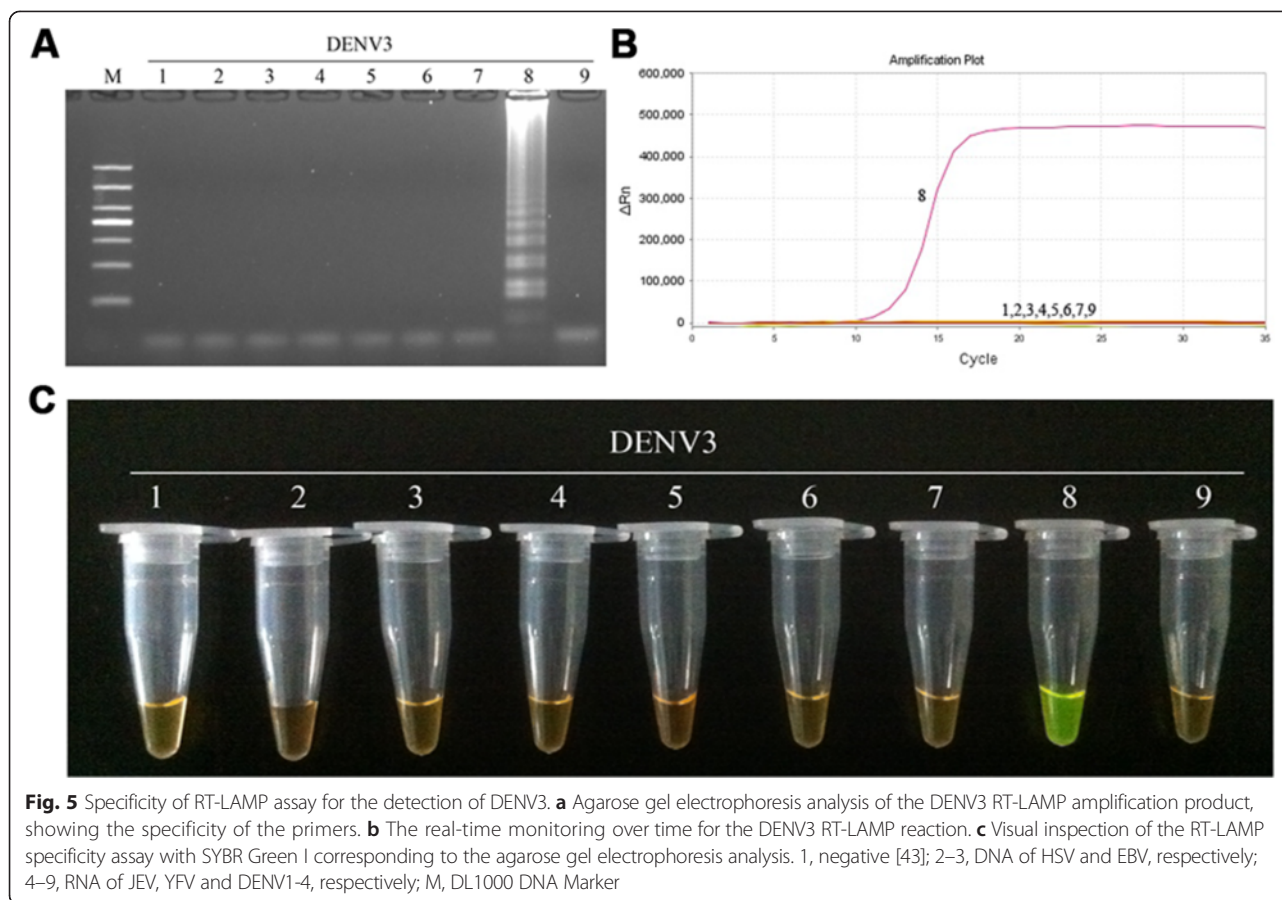 A
DENV3
M 1 2 3 4 5 6 7 8 9
B
Amplification Plot
600,000
500,000
400,000
300,000
200,000
100,000
0
ΔRn
8
1,2,3,4,5,6,7,9
0 5 10 15 20 25 30 35
Cycle
C
DENV3
1 2 3 4 5 6 7 8 9
Fig. 5 Specificity of RT-LAMP assay for the detection of DENV3. a Agarose gel electrophoresis analysis of the DENV3 RT-LAMP amplification product,
showing the specificity of the primers. b The real-time monitoring over time for the DENV3 RT-LAMP reaction. c Visual inspection of the RT-LAMP
specificity assay with SYBR Green I corresponding to the agarose gel electrophoresis analysis. 1, negative [43]; 2–3, DNA of HSV and EBV, respectively;
4–9, RNA of JEV, YFV and DENV1-4, respectively; M, DL1000 DNA Marker